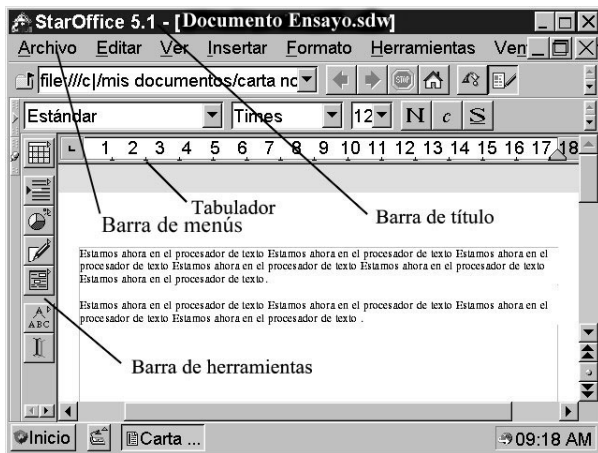 StarOffice 5.1 - [Documento Ensayo.sdw]
Archivo Editar Ver Insertar Formato Herramientas Ven
file///c|/mis documentos/carta nc
STOP
Estándar Times 12 N c S
1 2 3 4 5 6 7 8 9 10 11 12 13 14 15 16 17 18
Tabulador
Barra de menús
Barra de título
Estamos ahora en el procesador de texto Estamos ahora en el procesador de texto Estamos ahora en el
procesador de texto Estamos ahora en el procesador de texto Estamos ahora en el procesador de texto
Estamos ahora en el procesador de texto.
Estamos ahora en el procesador de texto Estamos ahora en el procesador de texto Estamos ahora en el
procesador de texto Estamos ahora en el procesador de texto .
ABC
Barra de herramientas
Inicio Carta ... 09:18 AM